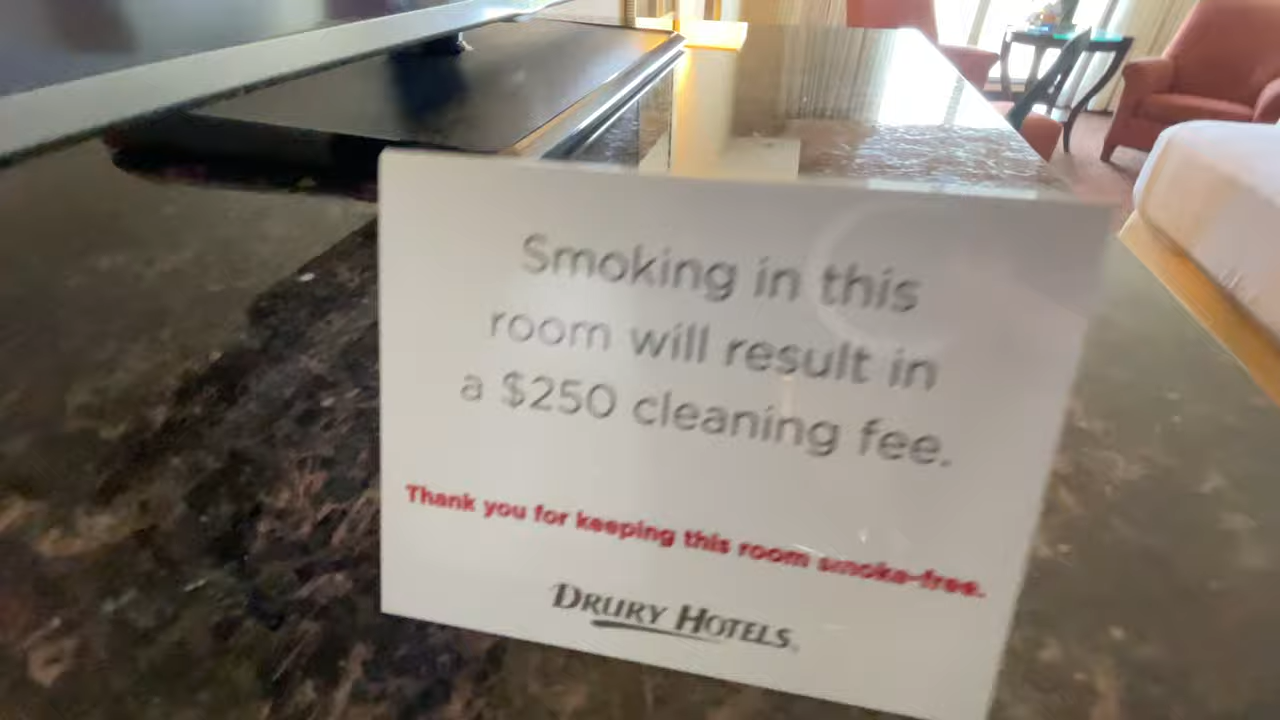 Smoking in this
room will result in
a $250 cleaning fee.
Thank you for keeping this room smoke-free.
DRURY HOTELS